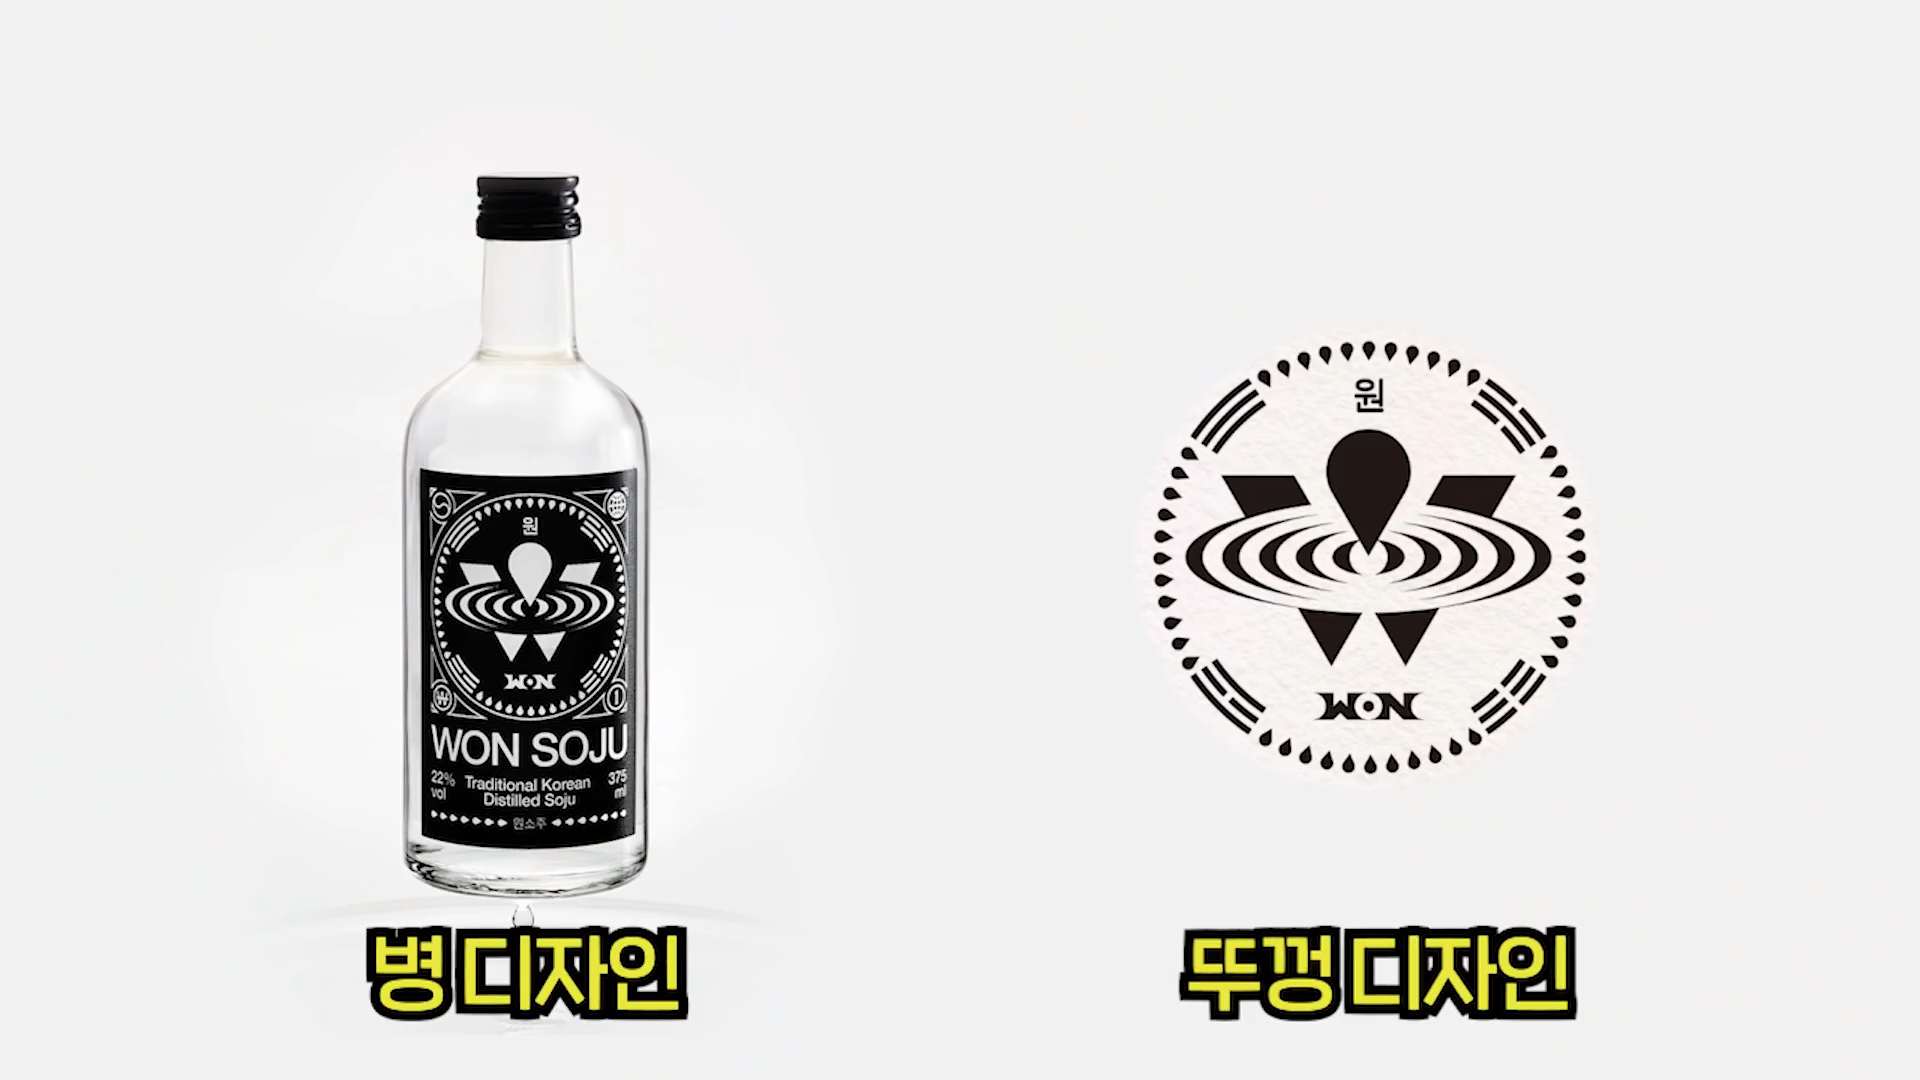 원
WON
WON SOJU
22% vol
Traditional Korean
Distilled Soju
375 ml
원소주
병 디자인
원
WON
뚜껑 디자인